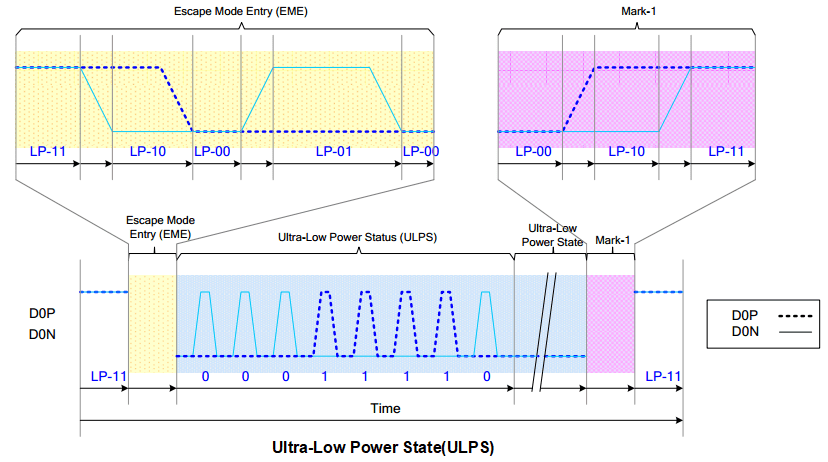 Escape Mode Entry (EME)
Mark-1
LP-11 LP-10 LP-00 LP-01 LP-00
LP-00 LP-10 LP-11
Escape Mode
Entry (EME)
Ultra-Low Power Status (ULPS)
Ultra-Low
Power State
Mark-1
D0P
D0N
D0P
D0N
LP-11 0 0 0 1 1 1 1 0 LP-11
Time
Ultra-Low Power State(ULPS)